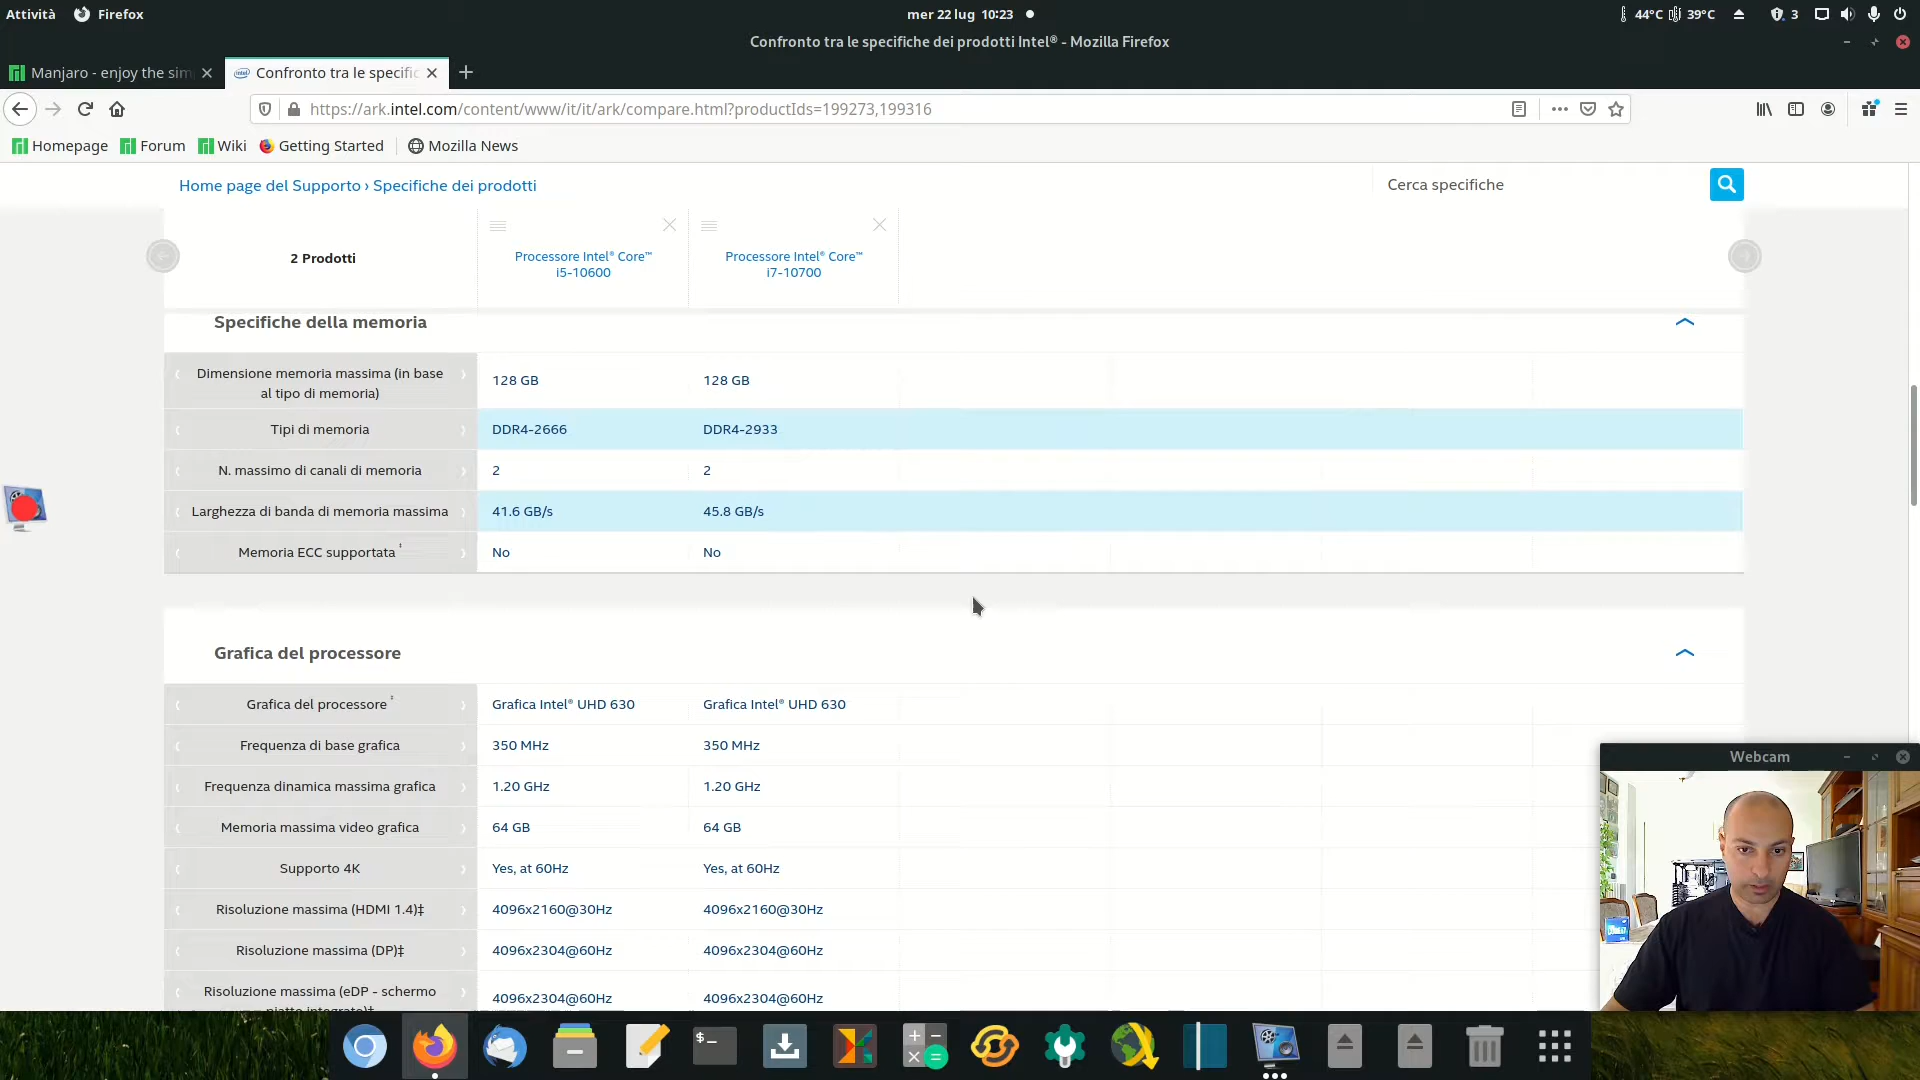 Attività Firefox mer 22 lug 10:23 44°C 39°C 3
Confronto tra le specifiche dei prodotti Intel® - Mozilla Firefox
Manjaro - enjoy the sim Confronto tra le specific
https://ark.intel.com/content/www/it/it/ark/compare.html?productIds=199273,199316
Homepage Forum Wiki Getting Started Mozilla News
Home page del Supporto › Specifiche dei prodotti Cerca specifiche
2 Prodotti
Processore Intel® Core™
i5-10600
Processore Intel® Core™
i7-10700
Specifiche della memoria
Dimensione memoria massima (in base
al tipo di memoria)
128 GB 128 GB
Tipi di memoria DDR4-2666 DDR4-2933
N. massimo di canali di memoria 2 2
Larghezza di banda di memoria massima 41.6 GB/s 45.8 GB/s
Memoria ECC supportata ‡ No No
Grafica del processore
Grafica del processore ‡ Grafica Intel® UHD 630 Grafica Intel® UHD 630
Frequenza di base grafica 350 MHz 350 MHz
Frequenza dinamica massima grafica 1.20 GHz 1.20 GHz
Memoria massima video grafica 64 GB 64 GB
Supporto 4K Yes, at 60Hz Yes, at 60Hz
Risoluzione massima (HDMI 1.4)‡ 4096x2160@30Hz 4096x2160@30Hz
Risoluzione massima (DP)‡ 4096x2304@60Hz 4096x2304@60Hz
Risoluzione massima (eDP - schermo
piatto integrato)‡
4096x2304@60Hz 4096x2304@60Hz
Webcam